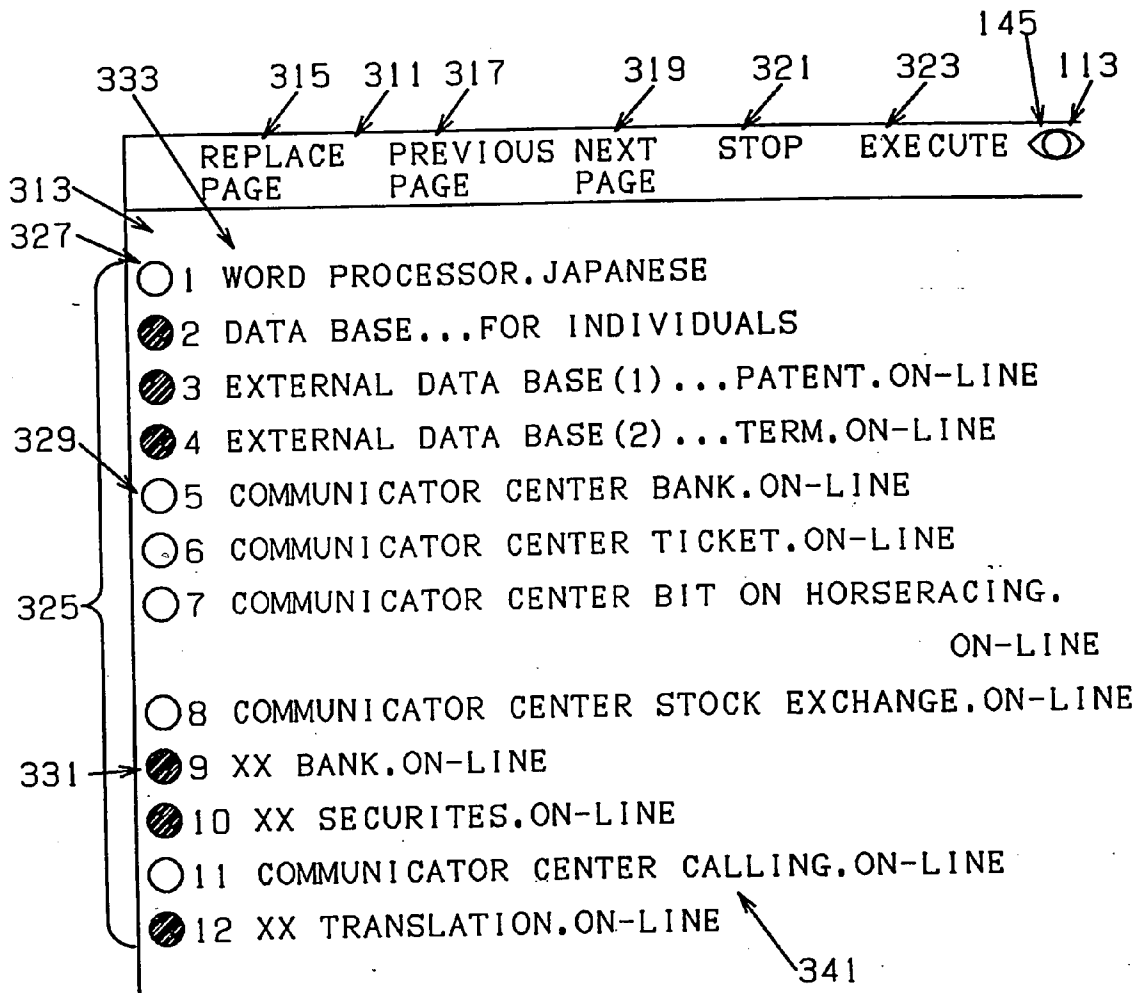 145
333 315 311 317 319 321 323 113
REPLACE PREVIOUS NEXT STOP EXECUTE
PAGE PAGE PAGE
313
327
1 WORD PROCESSOR.JAPANESE
2 DATA BASE...FOR INDIVIDUALS
3 EXTERNAL DATA BASE(1)...PATENT.ON-LINE
4 EXTERNAL DATA BASE(2)...TERM.ON-LINE
329
5 COMMUNICATOR CENTER BANK.ON-LINE
6 COMMUNICATOR CENTER TICKET.ON-LINE
325
7 COMMUNICATOR CENTER BIT ON HORSERACING.
ON-LINE
8 COMMUNICATOR CENTER STOCK EXCHANGE.ON-LINE
331
9 XX BANK.ON-LINE
10 XX SECURITES.ON-LINE
11 COMMUNICATOR CENTER CALLING.ON-LINE
12 XX TRANSLATION.ON-LINE
341